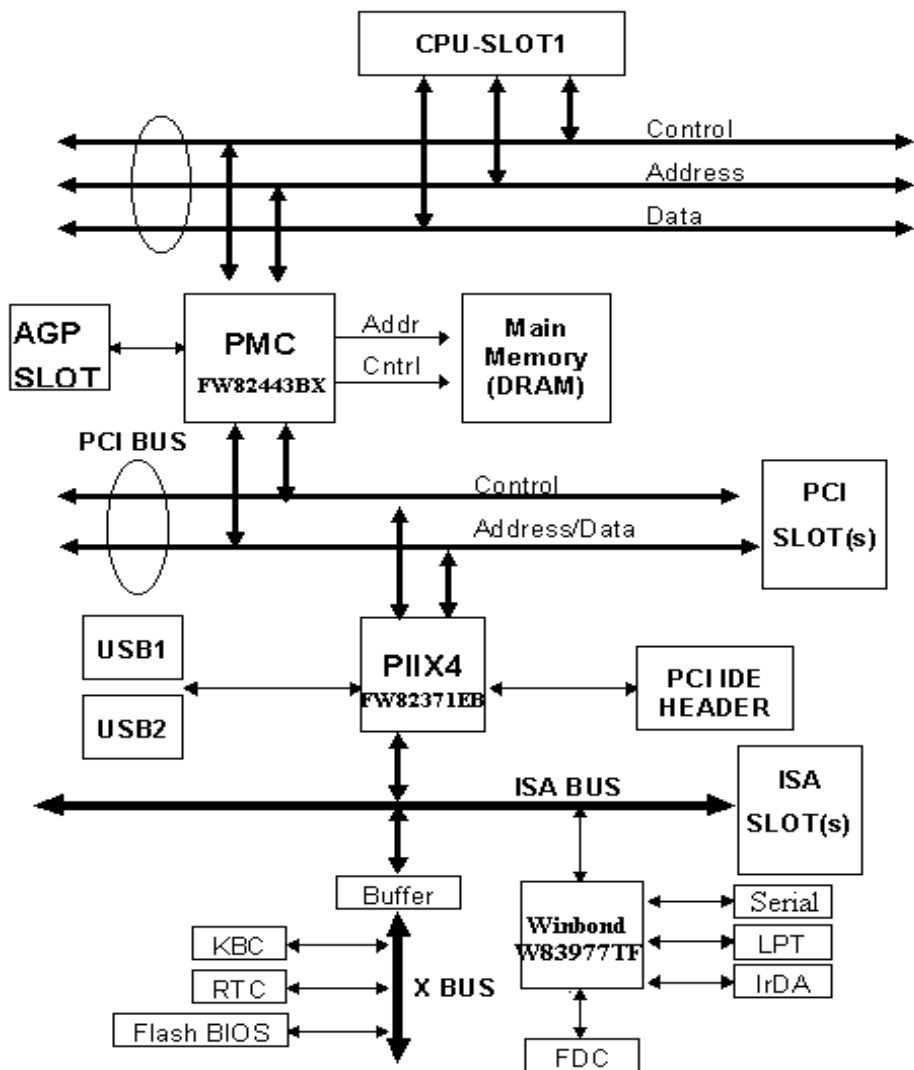 CPU-SLOT1
Control
Address
Data
AGP
SLOT
PMC
FW82443BX
Addr
Cntrl
Main
Memory
(DRAM)
PCI BUS
Control
Address/Data
PCI
SLOT(s)
USB1
USB2
PIIX4
FW82371EB
PCI IDE
HEADER
ISA BUS
ISA
SLOT(s)
Buffer
KBC
RTC
Flash BIOS
X BUS
Winbond
W83977TF
Serial
LPT
IrDA
FDC